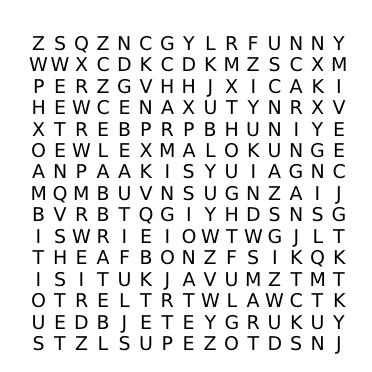 Z S Q Z N C G Y L R F U N N Y
W W X C D K C D K M Z S C X M
P E R Z G V H H J X I C A K I
H E W C E N A X U T Y N R X V
X T R E B P R P B H U N I Y E
O E W L E X M A L O K U N G E
A N P A A K I S Y U I A G N C
M Q M B U V N S U G N Z A I J
B V R B T Q G I Y H D S N S G
I S W R I E I O W T W G J L T
T H E A F B O N Z F S I K Q K
I S I T U K J A V U M Z T M T
O T R E L T R T W L A W C T K
U E D B J E T E Y G R U K U Y
S T Z L S U P E Z O T D S N J